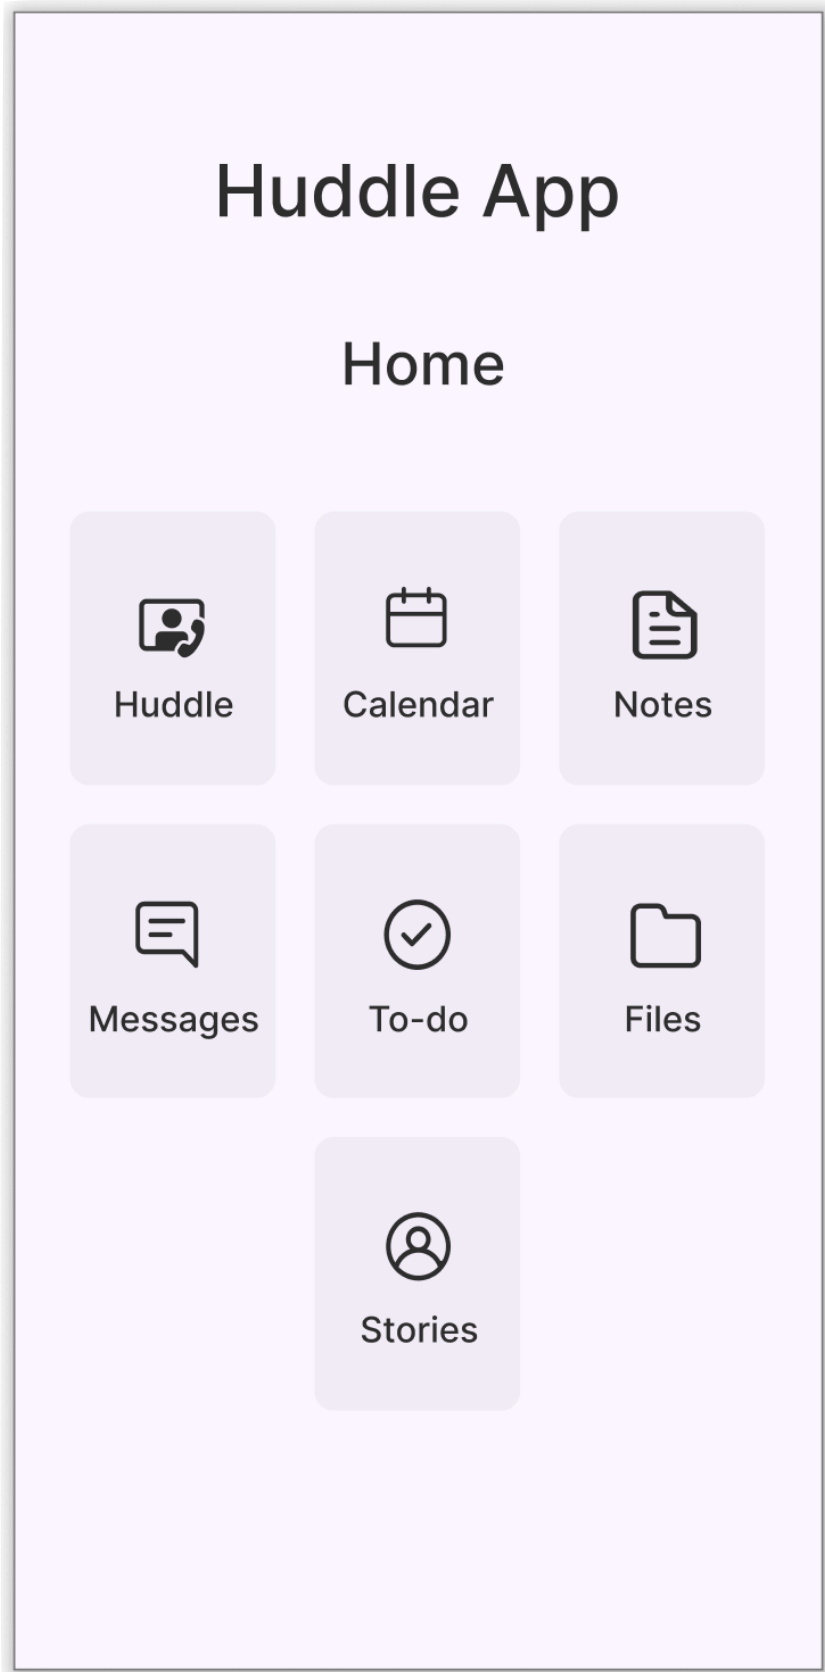 Huddle App
Home
Huddle
Calendar
Notes
Messages
To-do
Files
Stories